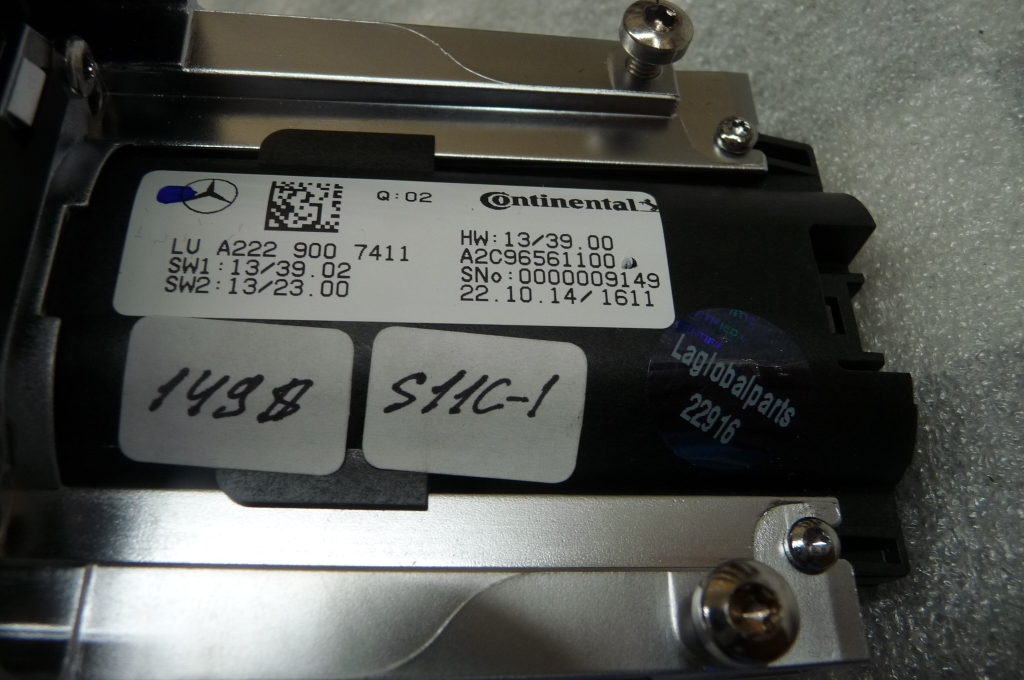 Q:02
Continental
LU A222 900 7411
SW1:13/39.02
SW2:13/23.00
HW:13/39.00
A2C96561100
SNo:0000009149
22.10.14/1611
1498
S11C-1
Laglobalparts
22916